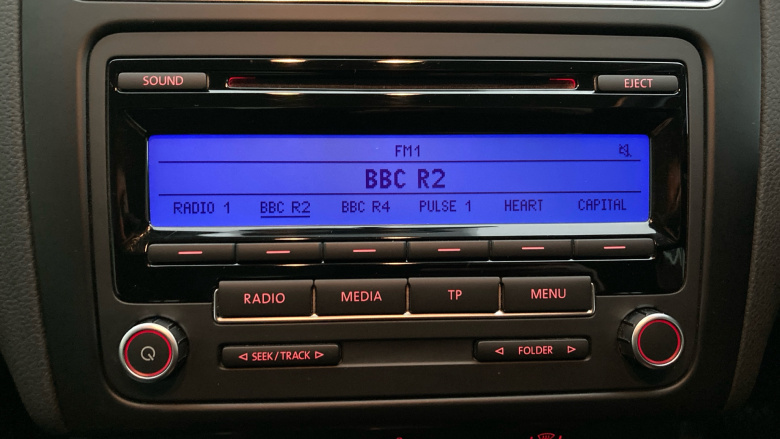 SOUND EJECT
FM1
BBC R2
RADIO 1 BBC R2 BBC R4 PULSE 1 HEART CAPITAL
RADIO MEDIA TP MENU
SEEK/TRACK FOLDER